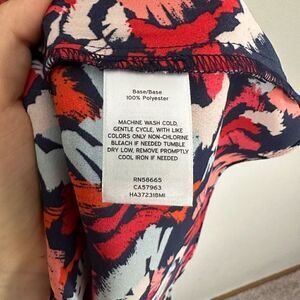 Base/Base
100% Polyester
MACHINE WASH COLD,
GENTLE CYCLE, WITH LIKE
COLORS ONLY NON-CHLORINE
BLEACH IF NEEDED TUMBLE
DRY LOW, REMOVE PROMPTLY
COOL IRON IF NEEDED
RN58665
CA57963
HA3723IBMI